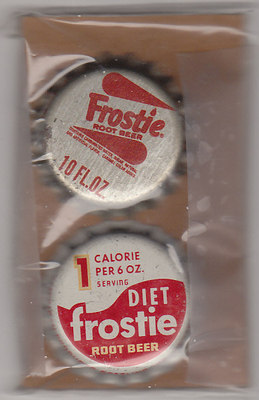 Frostie.
ROOT BEER
10 FL.OZ.
1 CALORIE
PER 6 OZ.
SERVING
DIET
frostie
ROOT BEER